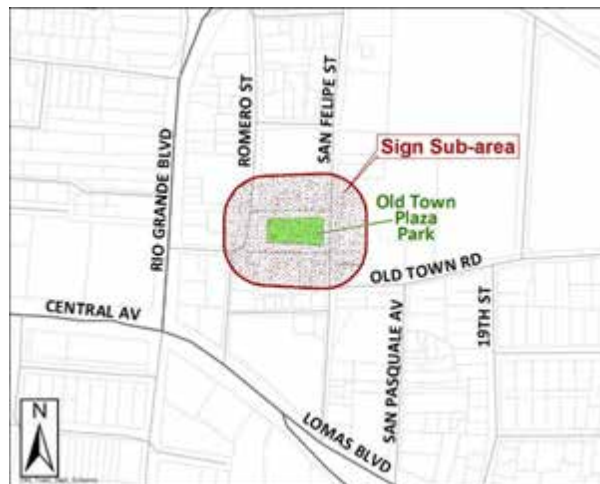 RIO GRANDE BLVD
ROMERO ST
SAN FELIPE ST
Sign Sub-area
Old Town
Plaza
Park
OLD TOWN RD
CENTRAL AV
SAN PASQUALE AV
19TH ST
LOMAS BLVD
N